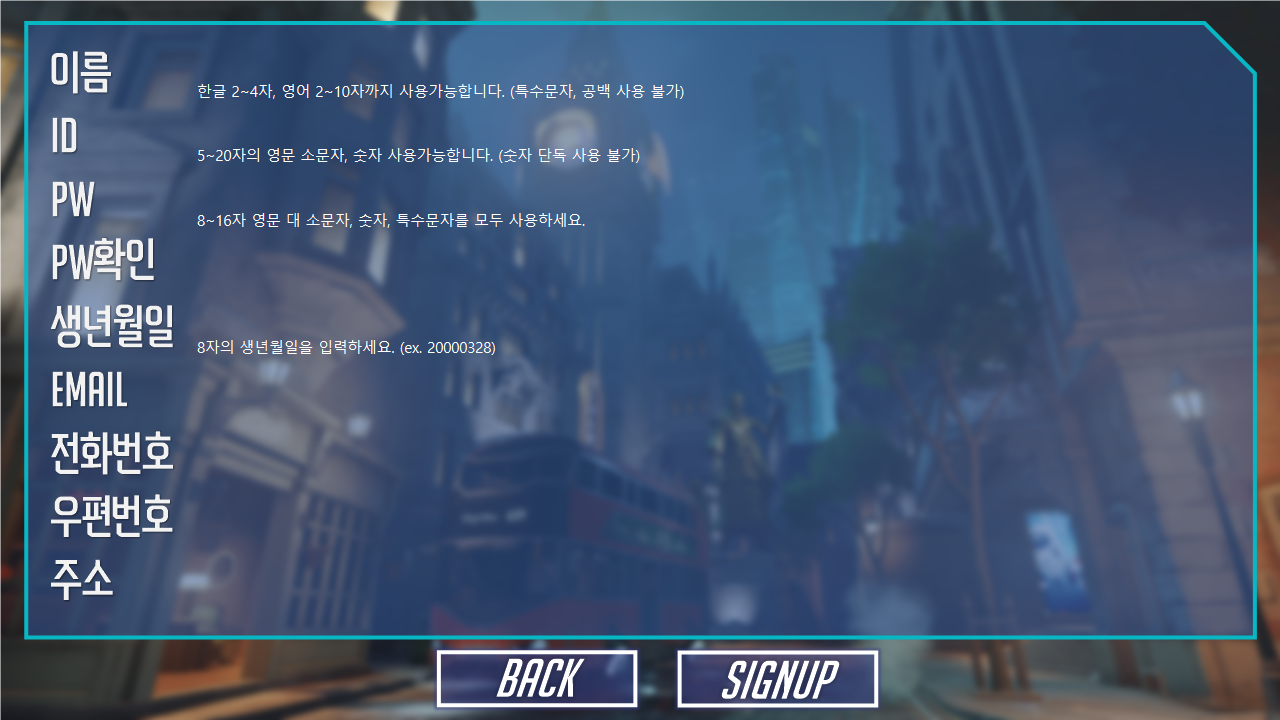 이름
한글 2~4자, 영어 2~10자까지 사용가능합니다. (특수문자, 공백 사용 불가)
ID
5~20자의 영문 소문자, 숫자 사용가능합니다. (숫자 단독 사용 불가)
PW
8~16자 영문 대 소문자, 숫자, 특수문자를 모두 사용하세요.
PW확인
생년월일
8자의 생년월일을 입력하세요. (ex. 20000328)
EMAIL
전화번호
우편번호
주소
BACK
SIGNUP